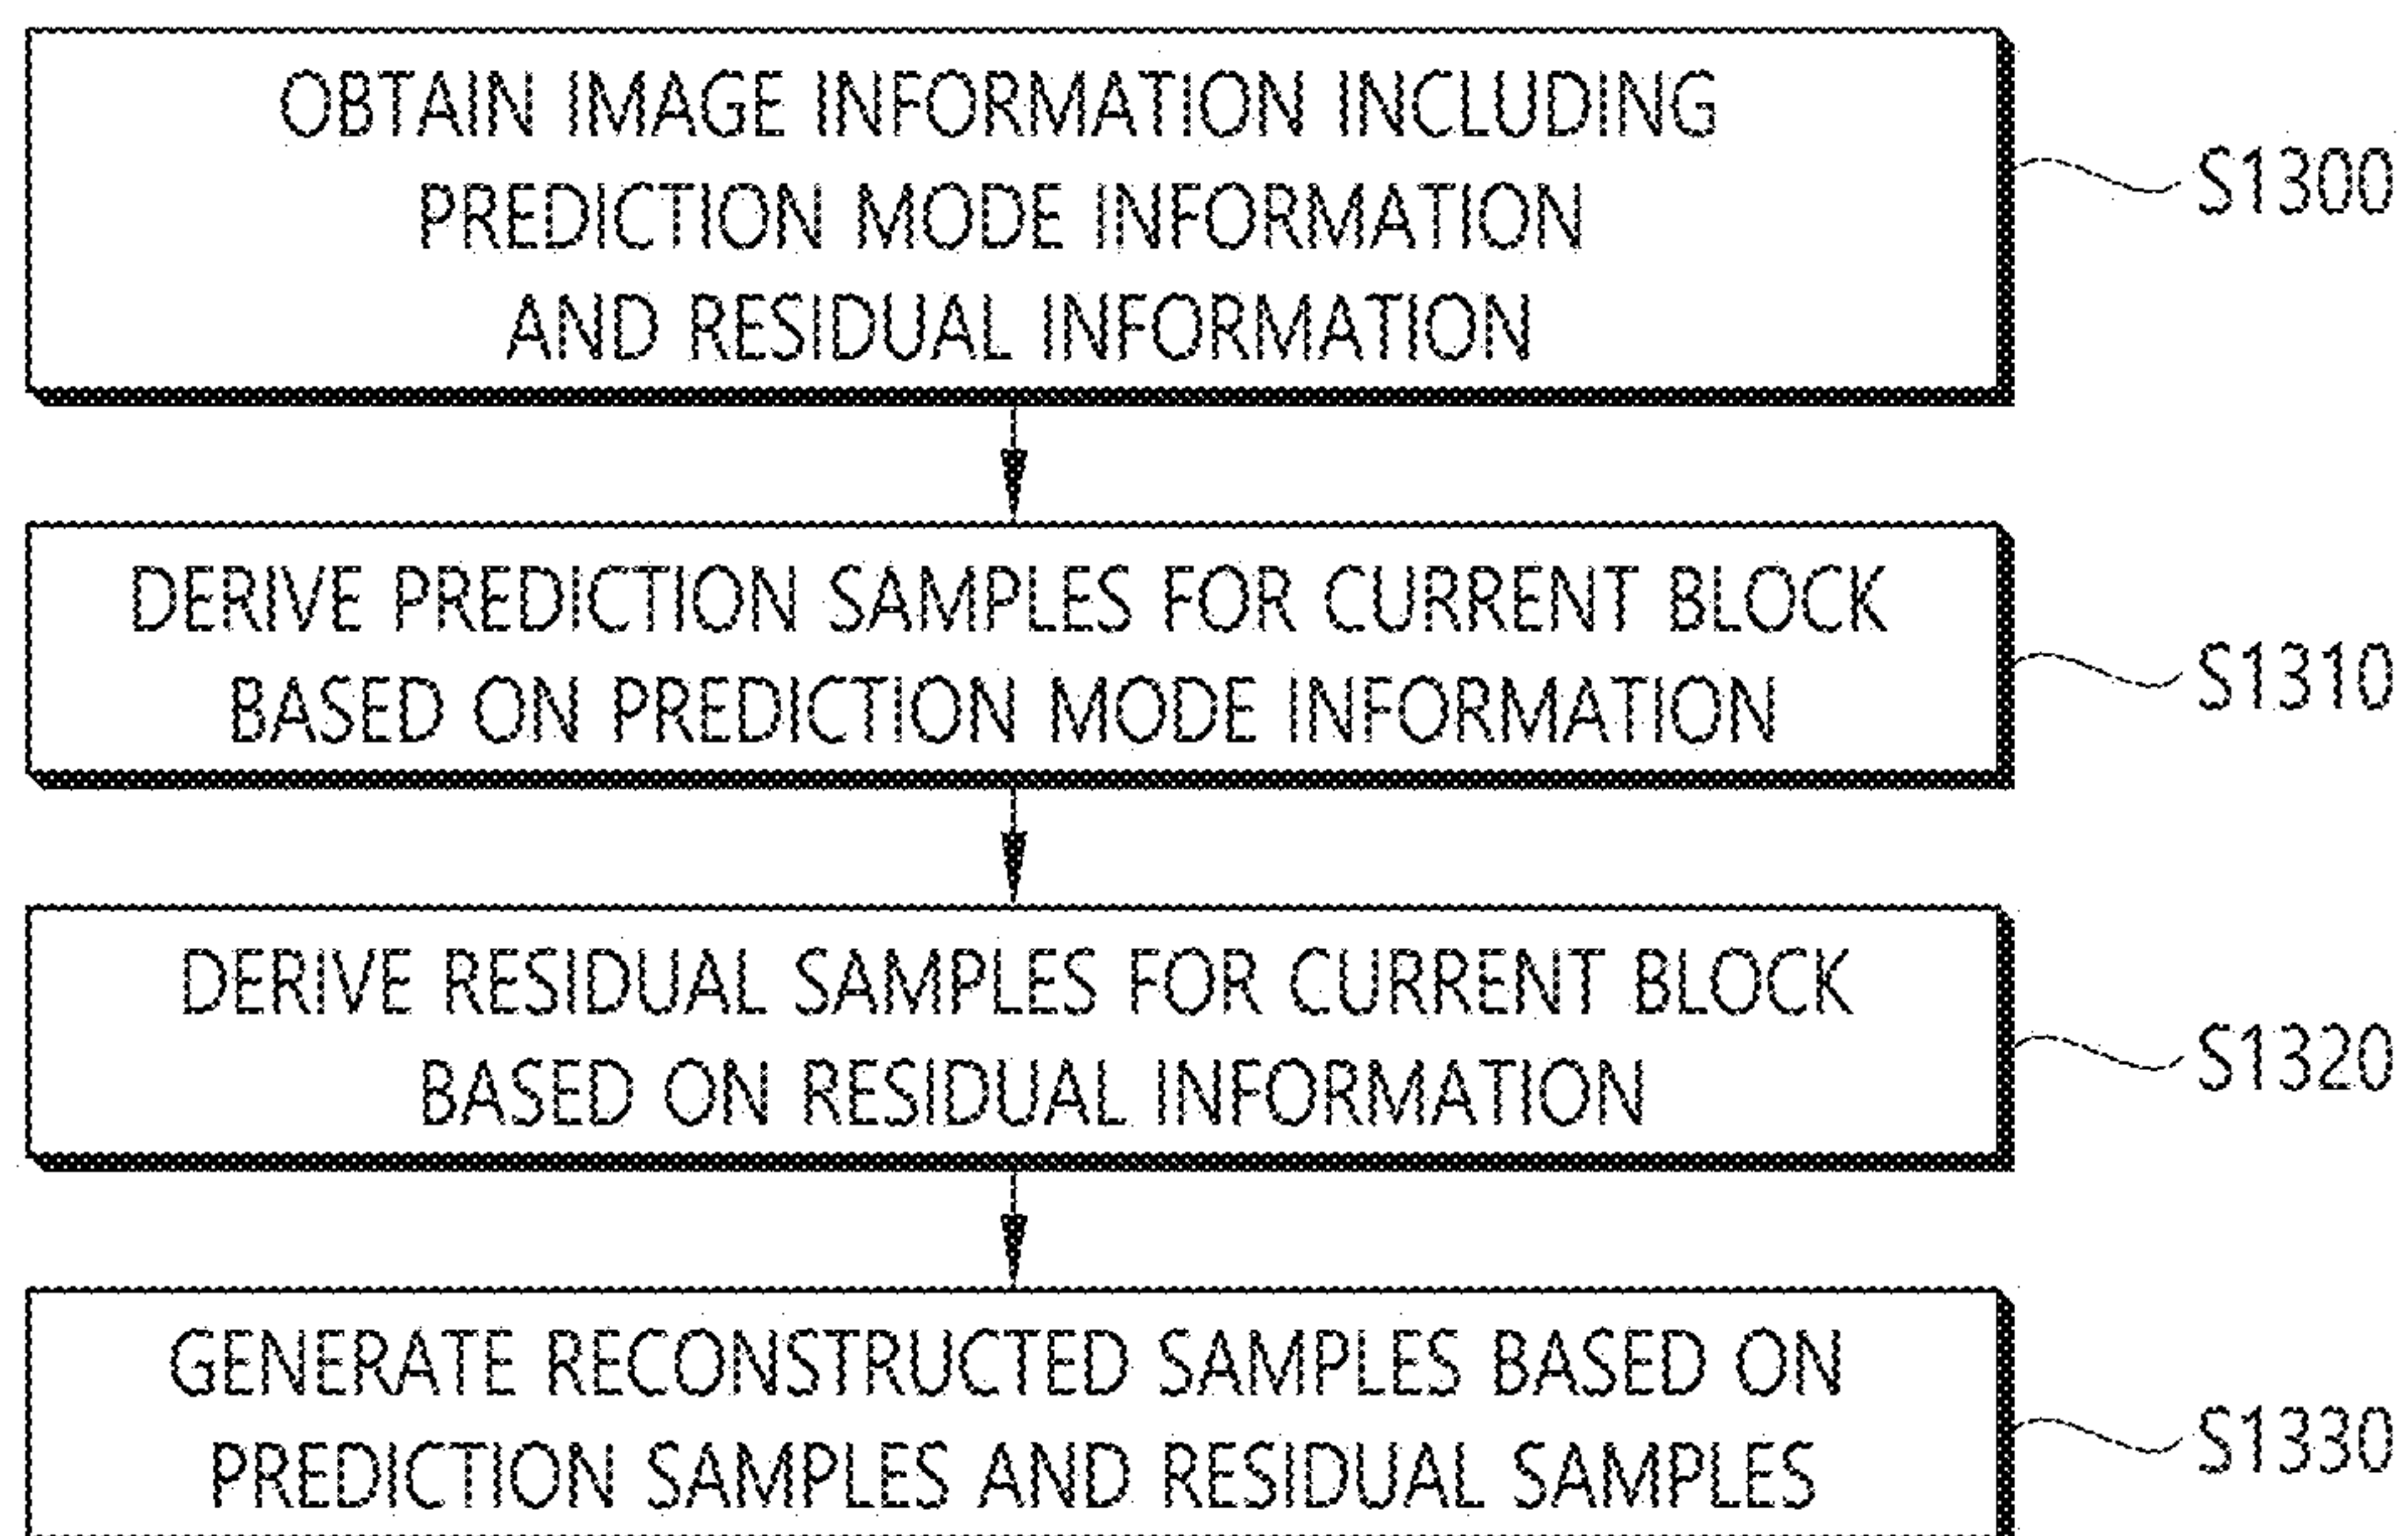 OBTAIN IMAGE INFORMATION INCLUDING
PREDICTION MODE INFORMATION
AND RESIDUAL INFORMATION
S1300
DERIVE PREDICTION SAMPLES FOR CURRENT BLOCK
BASED ON PREDICTION MODE INFORMATION
S1310
DERIVE RESIDUAL SAMPLES FOR CURRENT BLOCK
BASED ON RESIDUAL INFORMATION
S1320
GENERATE RECONSTRUCTED SAMPLES BASED ON
PREDICTION SAMPLES AND RESIDUAL SAMPLES
S1330